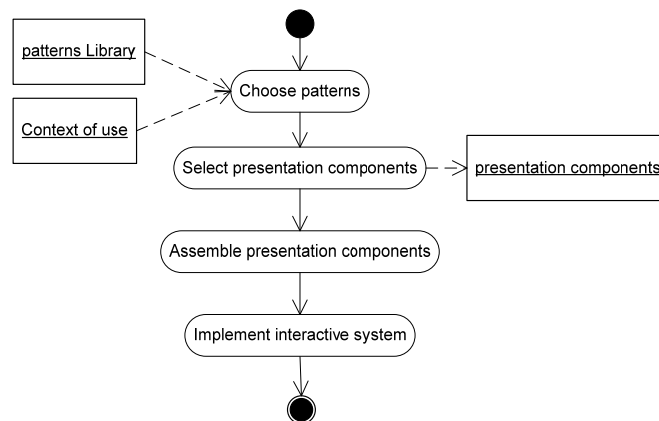 patterns Library
Choose patterns
Context of use
Select presentation components
presentation components
Assemble presentation components
Implement interactive system